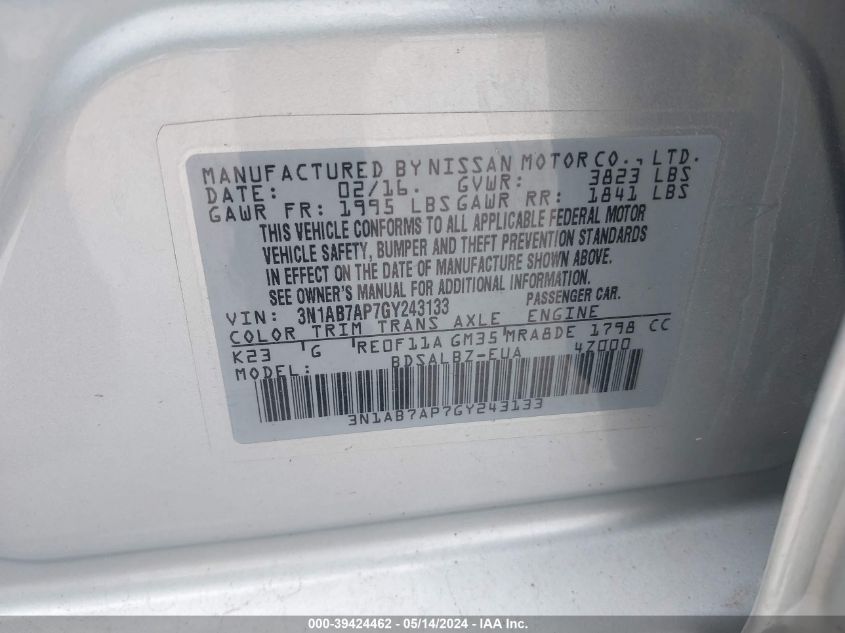 MANUFACTURED BY NISSAN MOTOR CO., LTD.
DATE: 02/16. GVWR: 3823 LBS
GAWR FR: 1995 LBS GAWR RR: 1841 LBS
THIS VEHICLE CONFORMS TO ALL APPLICABLE FEDERAL MOTOR
VEHICLE SAFETY, BUMPER AND THEFT PREVENTION STANDARDS
IN EFFECT ON THE DATE OF MANUFACTURE SHOWN ABOVE.
SEE OWNER'S MANUAL FOR ADDITIONAL INFORMATION.
VIN: 3N1AB7AP7GY243133 PASSENGER CAR.
COLOR TRIM TRANS AXLE ENGINE
K23 G RE0F11A GM35 MRA8DE 1798 CC
MODEL: BDSALBZ-EUA 4Z000
3N1AB7AP7GY243133
000-39424462 - 05/14/2024 - IAAI.COM